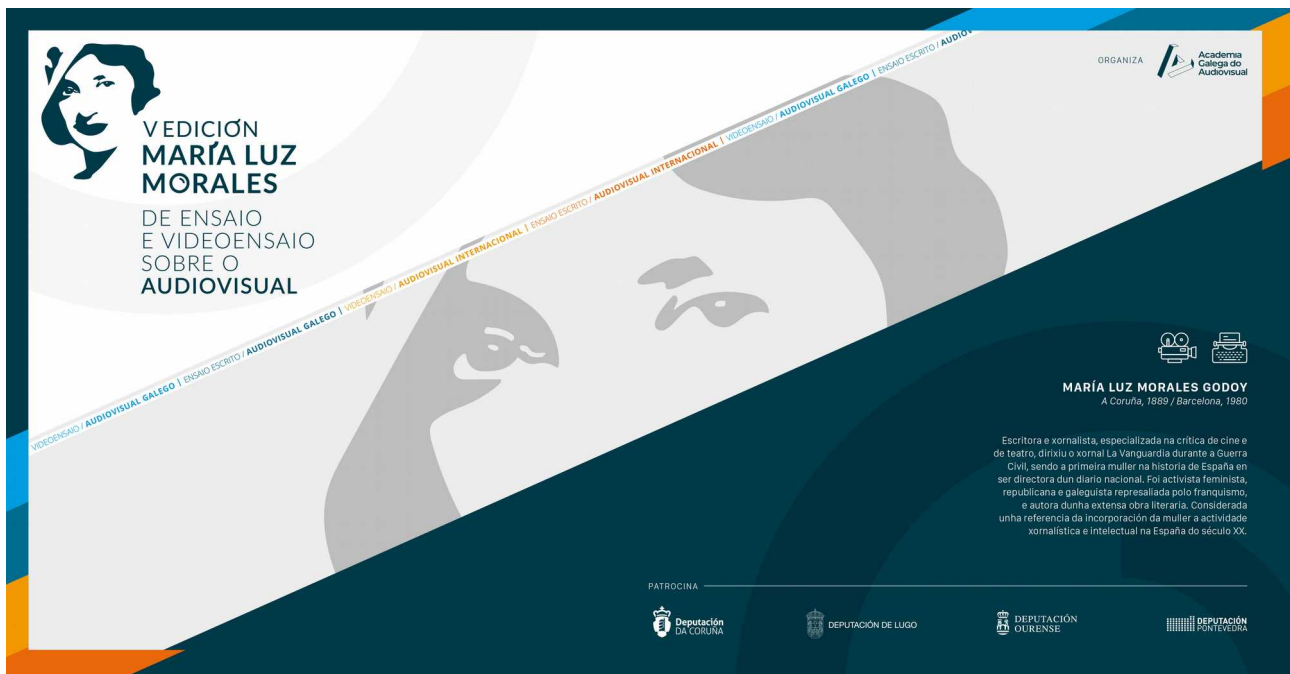 V EDICIÓN
MARÍA LUZ
MORALES
DE ENSAIO
E VIDEOENSAIO
SOBRE O
AUDIOVISUAL
ORGANIZA
Academia
Galega do
Audiovisual
VIDEOENSAIO / AUDIOVISUAL GALEGO | ENSAIO ESCRITO / AUDIOVISUAL GALEGO | VIDEOENSAIO / AUDIOVISUAL INTERNACIONAL | ENSAIO ESCRITO / AUDIOVISUAL INTERNACIONAL | VIDEOENSAIO / AUDIOVISUAL GALEGO | ENSAIO ESCRITO / AUDIOV
MARÍA LUZ MORALES GODOY
A Coruña, 1889 / Barcelona, 1980
Escritora e xornalista, especializada na crítica de cine e
de teatro, dirixiu o xornal La Vanguardia durante a Guerra
Civil, sendo a primeira muller na historia de España en
ser directora dun diario nacional. Foi activista feminista,
republicana e galeguista represaliada polo franquismo,
e autora dunha extensa obra literaria. Considerada
unha referencia da incorporación da muller a actividade
xornalística e intelectual na España do século XX.
PATROCINA
Deputación
DA CORUÑA
DEPUTACIÓN DE LUGO
DEPUTACIÓN
OURENSE
DEPUTACIÓN
PONTEVEDRA